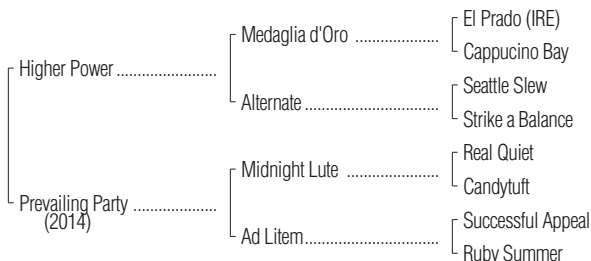 El Prado (IRE)
Medaglia d'Oro ....................
Cappucino Bay
Higher Power ........................
Seattle Slew
Alternate ................................
Strike a Balance
Real Quiet
Midnight Lute ......................
Candytuft
Prevailing Party ....................
(2014)
Successful Appeal
Ad Litem................................
Ruby Summer